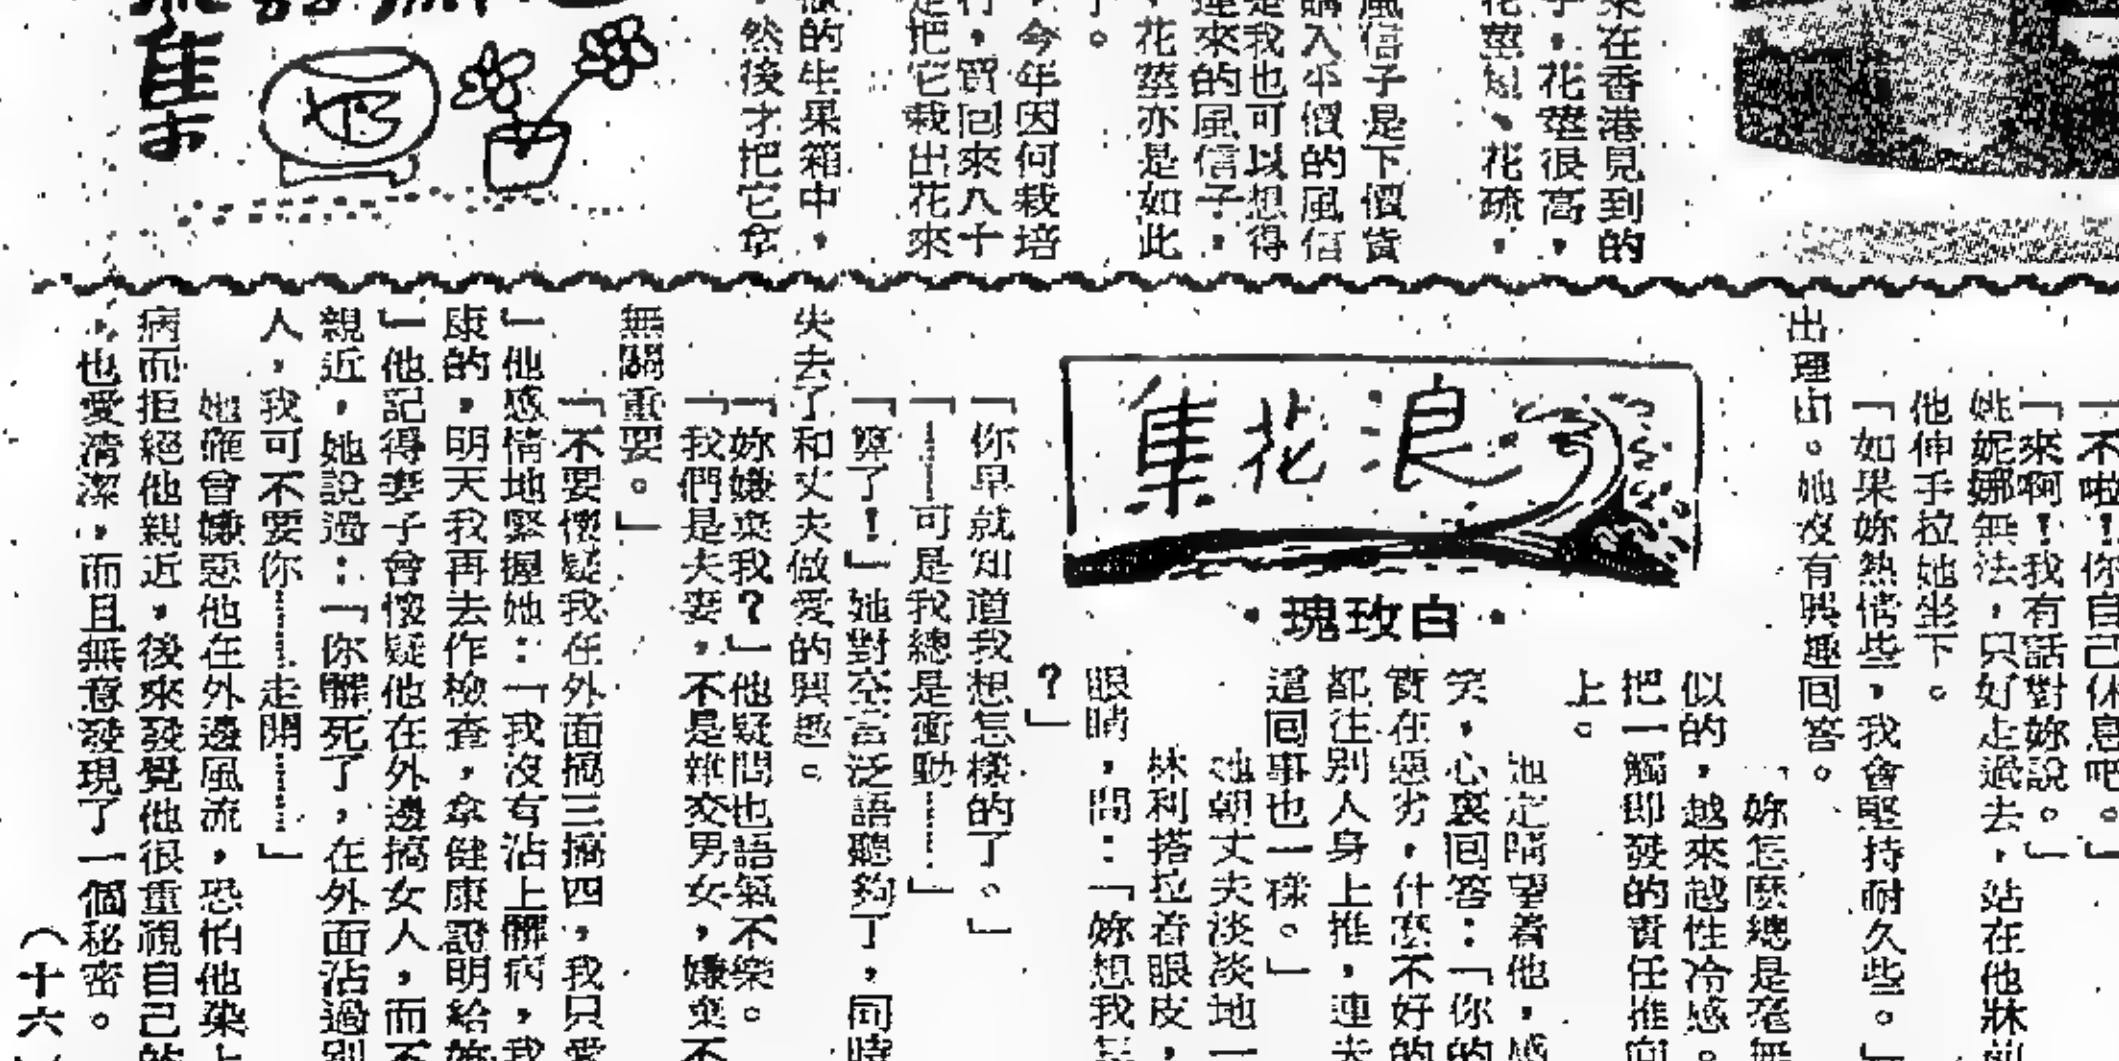 來在香港見到的
花莖很高，
花莖短、花疏，
風信子是下價貨
購入平價的風信
是我也可以想得
運來的風信子，
花莖亦是如此
了。
今年因何栽培
行，買回來八千
是把它栽出花來
樣的生果箱中，
然後才把它拿
集
「不啦！你自己休息吧。」
「來啊！我有話對妳說。」
姚妮娜無法，只好走過去，站在他牀前
他伸手拉她坐下。
「如果妳熱情些，我會堅持耐久些。」
出理由。她沒有興趣回答。
浪花集
·白玫瑰·
「妳怎麽總是毫無
似的，越來越性冷感。
把一觸即發的責任推向
上。
她定睛望着他，感
笑，心裏回答：「你的
實在惡劣，什麽不好的
都往別人身上推，連夫
這回事也一樣。」
她朝丈夫淡淡地一
林利搭拉着眼皮，
眼睛，問：「妳想我怎
？」
「你早就知道我想怎樣的了。」
「……可是我總是衝動……」
「算了！」她對空言泛語聽夠了，同時
失去了和丈夫做愛的興趣。
「妳嫌棄我？」他疑問也語氣不樂。
「我們是夫妻，不是雜交男女，嫌棄不
無關重要。」
「不要懷疑我在外面搞三搞四，我只愛
」他感情地緊握她：「我沒有沾上髒病，我
康的，明天我再去作檢查，拿健康證明給妳
」他記得妻子曾懷疑他在外邊搞女人，而不
親近，她說過：「你髒死了，在外面沾過別
人，我可不要你……走開……」
她確曾嫌惡他在外邊風流，恐怕他染上
病而拒絕他親近，後來發覺他很重視自己的
，也愛清潔，而且無意發現了一個秘密。
（十六